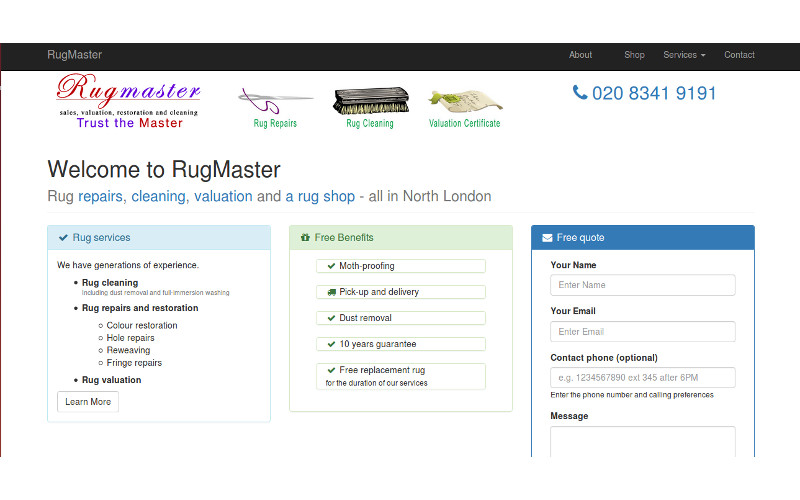 RugMaster
About
Shop
Services
Contact
Rugmaster
sales, valuation, restoration and cleaning
Trust the Master
Rug Repairs
Rug Cleaning
Valuation Certificate
020 8341 9191
Welcome to RugMaster
Rug repairs, cleaning, valuation and a rug shop - all in North London
Rug services
We have generations of experience.
Rug cleaning
Including dust removal and full-immersion washing
Rug repairs and restoration
Colour restoration
Hole repairs
Reweaving
Fringe repairs
Rug valuation
Learn More
Free Benefits
Moth-proofing
Pick-up and delivery
Dust removal
10 years guarantee
Free replacement rug
for the duration of our services
Free quote
Your Name
Enter Name
Your Email
Enter Email
Contact phone (optional)
e.g. 1234567890 ext 345 after 6PM
Enter the phone number and calling preferences
Message